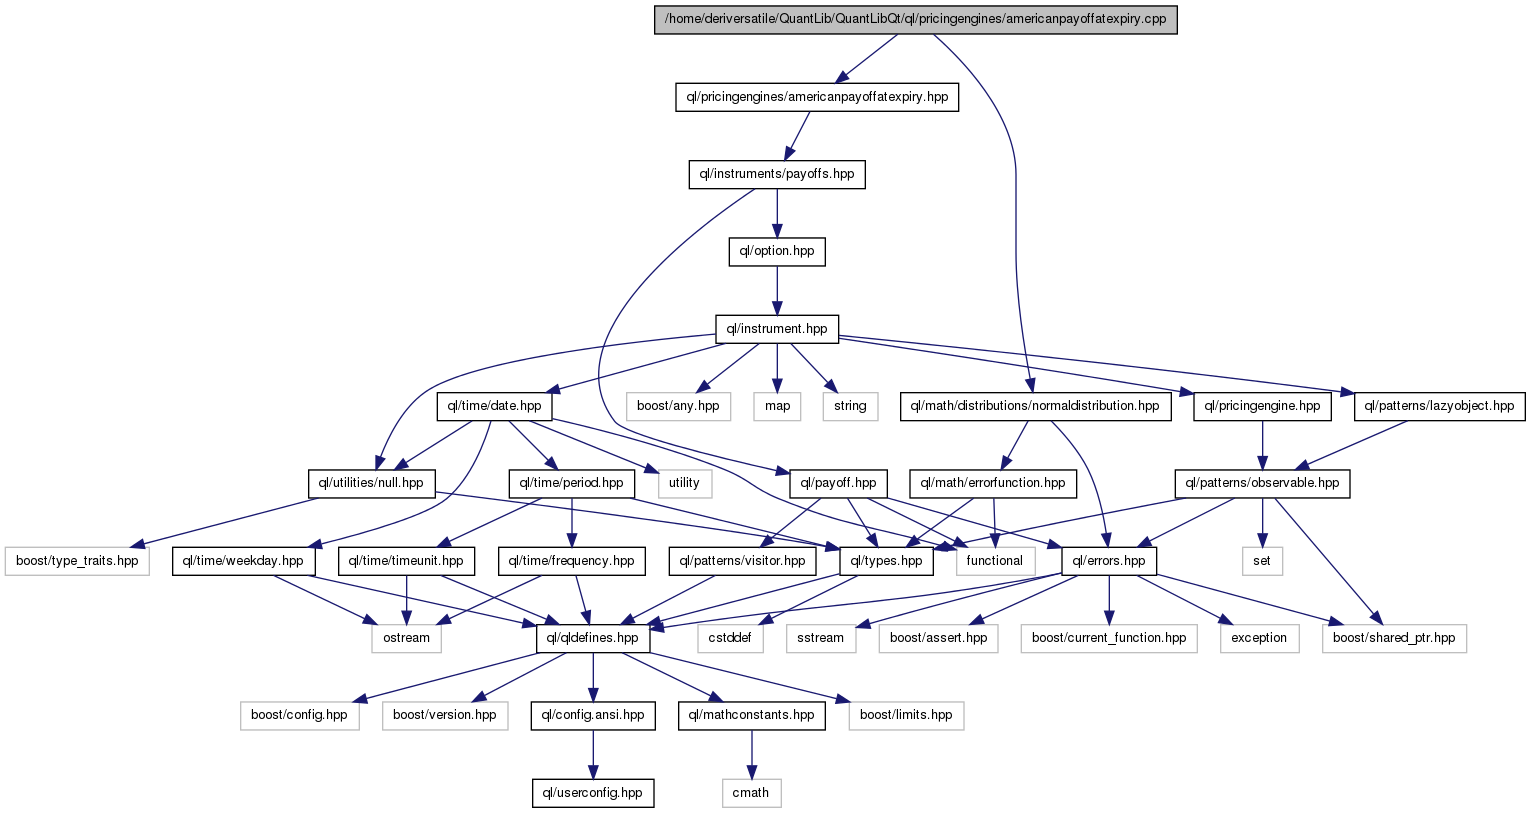 /home/deriversatile/QuantLib/QuantLibQt/ql/pricingengines/americanpayoffatexpiry.cpp
ql/pricingengines/americanpayoffatexpiry.hpp
ql/instruments/payoffs.hpp
ql/option.hpp
ql/instrument.hpp
ql/time/date.hpp
boost/any.hpp
map
string
ql/math/distributions/normaldistribution.hpp
ql/pricingengine.hpp
ql/patterns/lazyobject.hpp
ql/utilities/null.hpp
ql/time/period.hpp
utility
ql/payoff.hpp
ql/math/errorfunction.hpp
ql/patterns/observable.hpp
boost/type_traits.hpp
ql/time/weekday.hpp
ql/time/timeunit.hpp
ql/time/frequency.hpp
ql/patterns/visitor.hpp
ql/types.hpp
functional
ql/errors.hpp
set
ostream
ql/qldefines.hpp
cstddef
sstream
boost/assert.hpp
boost/current_function.hpp
exception
boost/shared_ptr.hpp
boost/config.hpp
boost/version.hpp
ql/config.ansi.hpp
ql/mathconstants.hpp
boost/limits.hpp
ql/userconfig.hpp
cmath